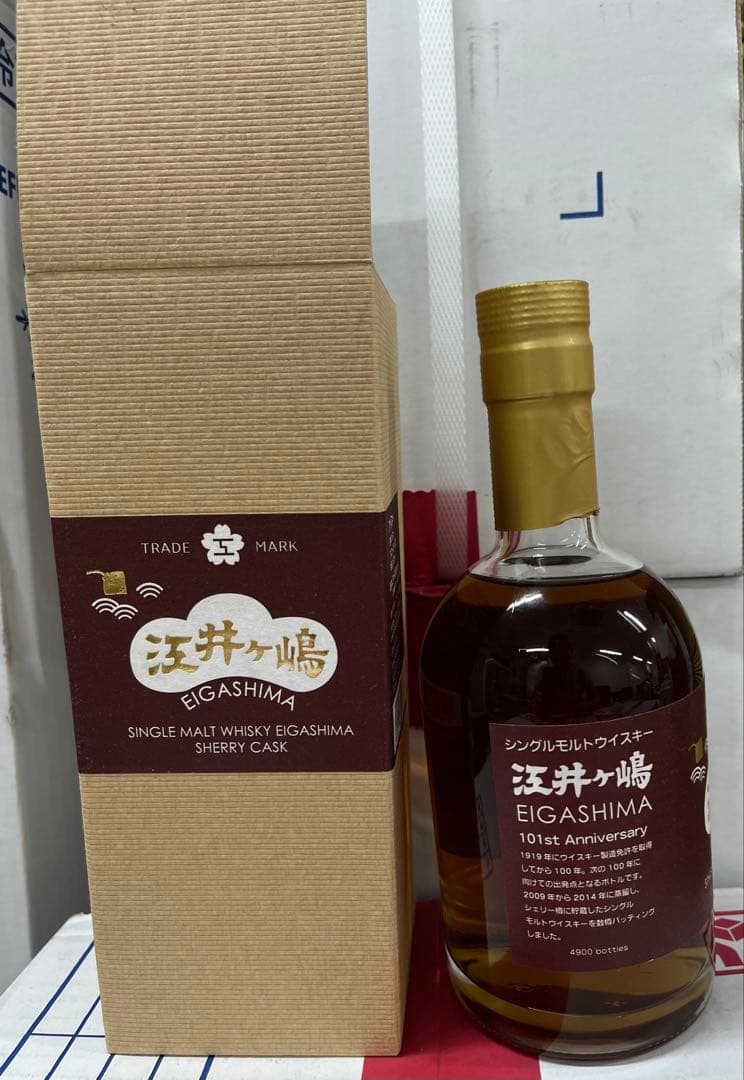 冷
EF
TRADE MARK
江井ヶ嶋
EIGASHIMA
SINGLE MALT WHISKY EIGASHIMA
SHERRY CASK
シングルモルトウイスキー
江井ヶ嶋
EIGASHIMA
101st Anniversary
1919年にウイスキー製造免許を取得
してから100年。次の100年に
向けての出発点となるボトルです。
2009年から2014年に蒸留し、
シェリー樽に貯蔵したシングル
モルトウイスキーを数樽バッティング
しました。
4900 bottles